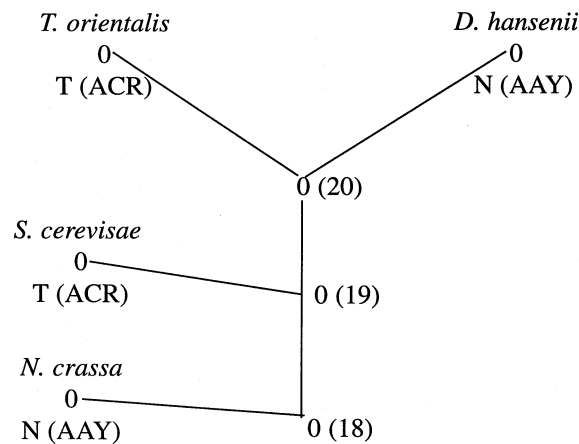 T. orientalis
D. hansenii
0
0
T (ACR)
N (AAY)
0 (20)
S. cerevisae
0
T (ACR)
0 (19)
N. crassa
0
N (AAY)
0 (18)